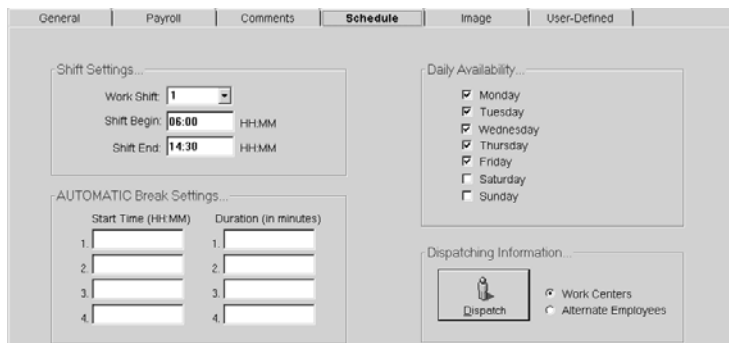 General Payroll Comments Schedule Image User-Defined
Shift Settings...
Work Shift: 1
Shift Begin: 06:00 HH:MM
Shift End: 14:30 HH:MM
AUTOMATIC Break Settings...
Start Time (HH:MM) Duration (in minutes)
1. 1.
2. 2.
3. 3.
4. 4.
Daily Availability...
Monday
Tuesday
Wednesday
Thursday
Friday
Saturday
Sunday
Dispatching Information...
Dispatch
Work Centers
Alternate Employees